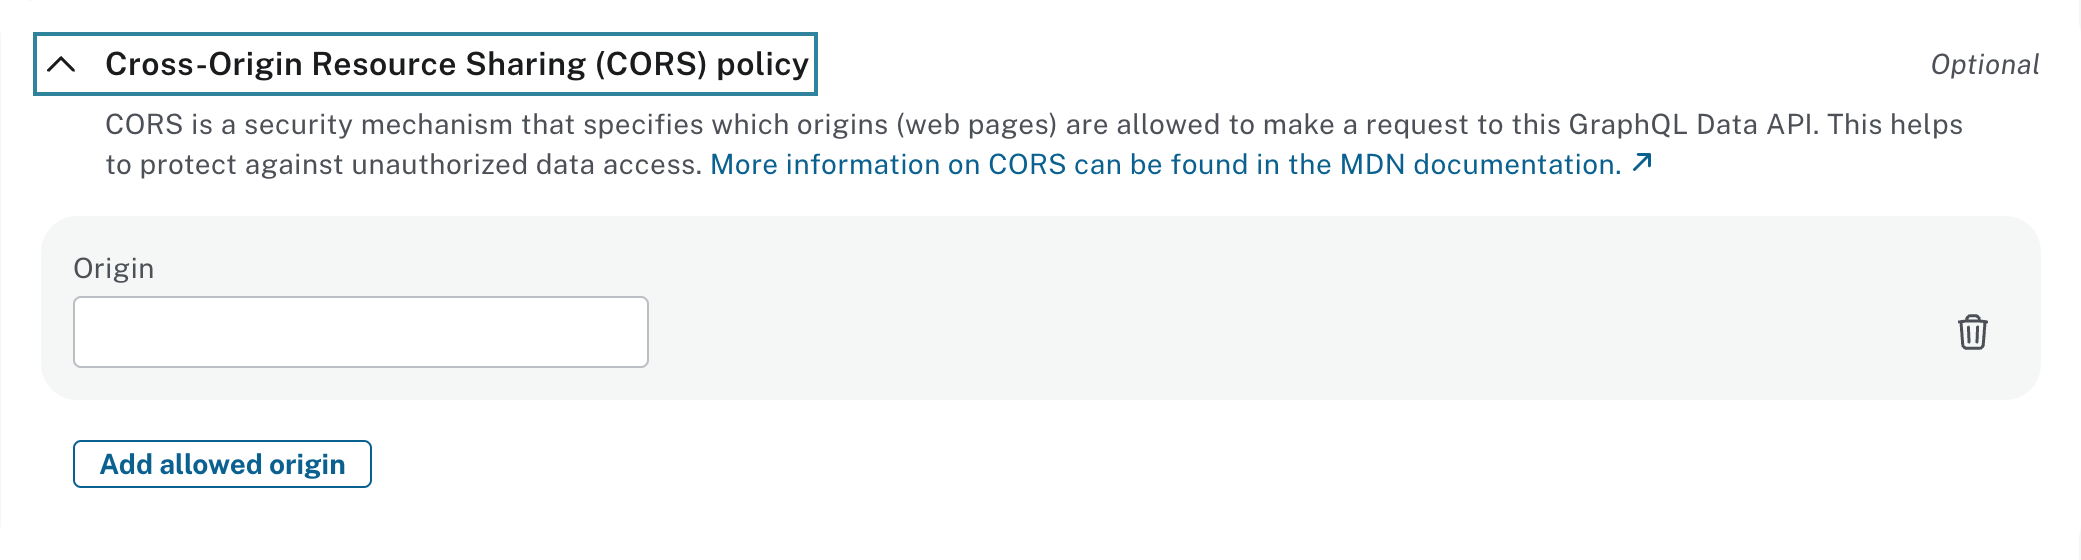 Cross-Origin Resource Sharing (CORS) policy
Optional
CORS is a security mechanism that specifies which origins (web pages) are allowed to make a request to this GraphQL Data API. This helps
to protect against unauthorized data access. More information on CORS can be found in the MDN documentation.
Origin
Add allowed origin